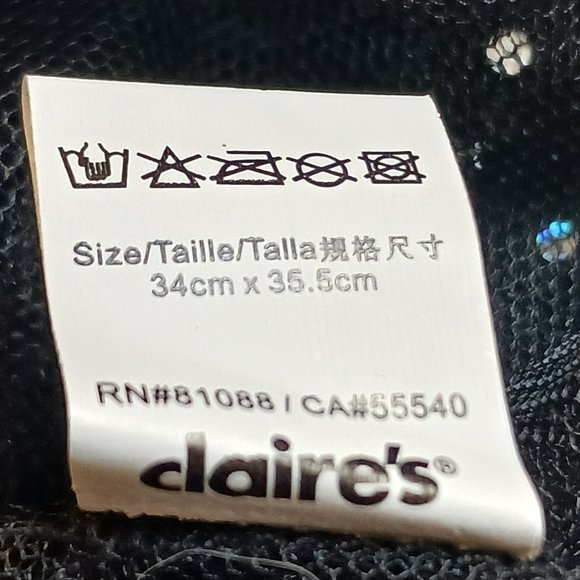 Size/Taille/Talla规格尺寸
34cm x 35.5cm
RN#81088 / CA#55540
claire's®